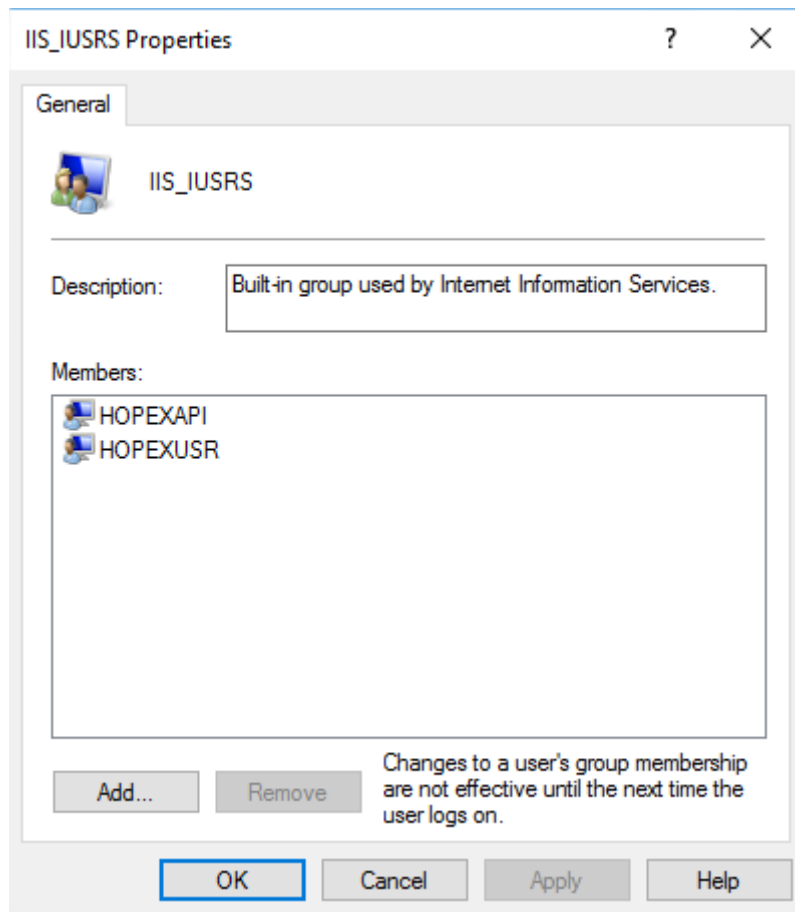 IIS_IUSRS Properties
?
General
IIS_IUSRS
Description:
Built-in group used by Internet Information Services.
Members:
HOPEXAPI
HOPEXUSR
Add...
Remove
Changes to a user's group membership
are not effective until the next time the
user logs on.
OK
Cancel
Apply
Help